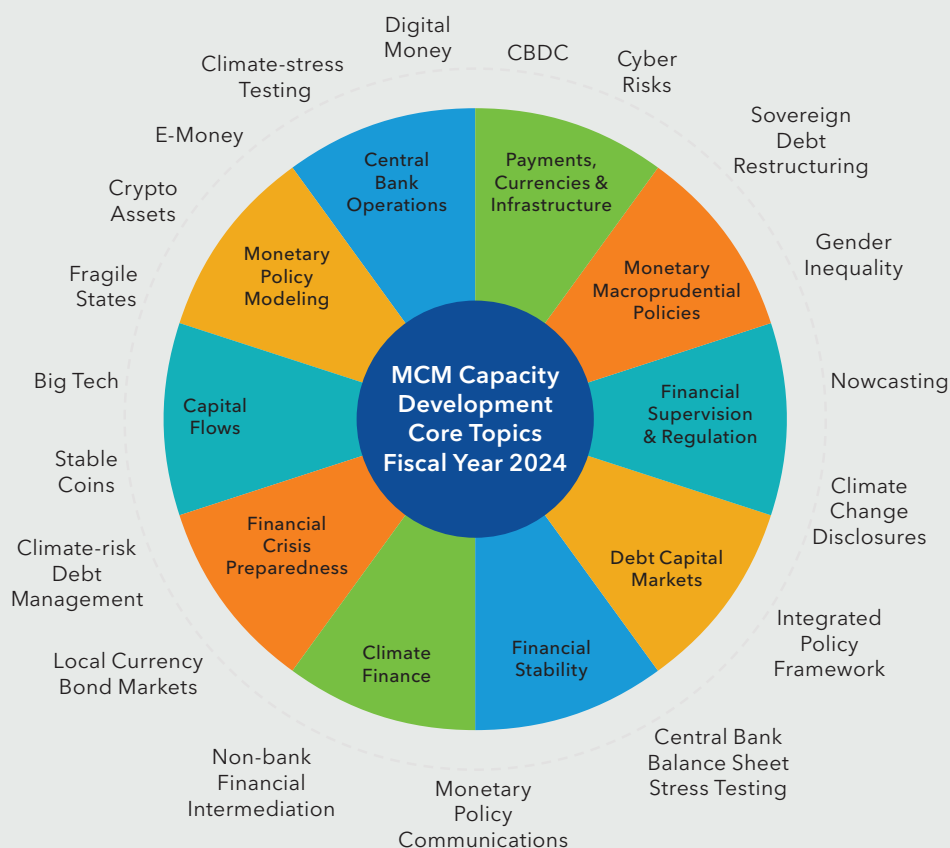 Digital
Money
CBDC
Cyber
Risks
Sovereign
Debt
Restructuring
Gender
Inequality
Nowcasting
Climate
Change
Disclosures
Integrated
Policy
Framework
Central Bank
Balance Sheet
Stress Testing
Monetary
Policy
Communications
Non-bank
Financial
Intermediation
Local Currency
Bond Markets
Climate-risk
Debt
Management
Stable
Coins
Big Tech
Fragile
States
Crypto
Assets
E-Money
Climate-stress
Testing
Central
Bank
Operations
Payments,
Currencies &
Infrastructure
Monetary
Macroprudential
Policies
Financial
Supervision
& Regulation
Debt Capital
Markets
Financial
Stability
Climate
Finance
Financial
Crisis
Preparedness
Capital
Flows
Monetary
Policy
Modeling
MCM Capacity
Development
Core Topics
Fiscal Year 2024